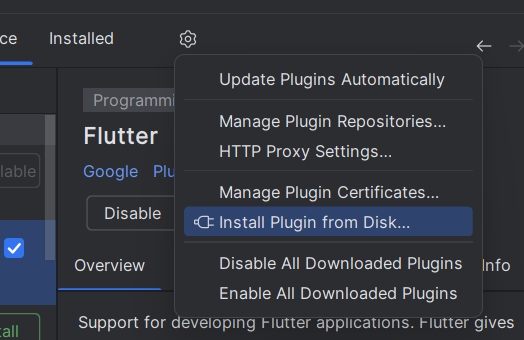 ce
Installed
Update Plugins Automatically
Programmi
Manage Plugin Repositories...
Flutter
HTTP Proxy Settings...
lable
Google Plu
Manage Plugin Certificates...
Disable
Install Plugin from Disk...
Overview
Disable All Downloaded Plugins
Info
Enable All Downloaded Plugins
Support for developing Flutter applications. Flutter gives
tall